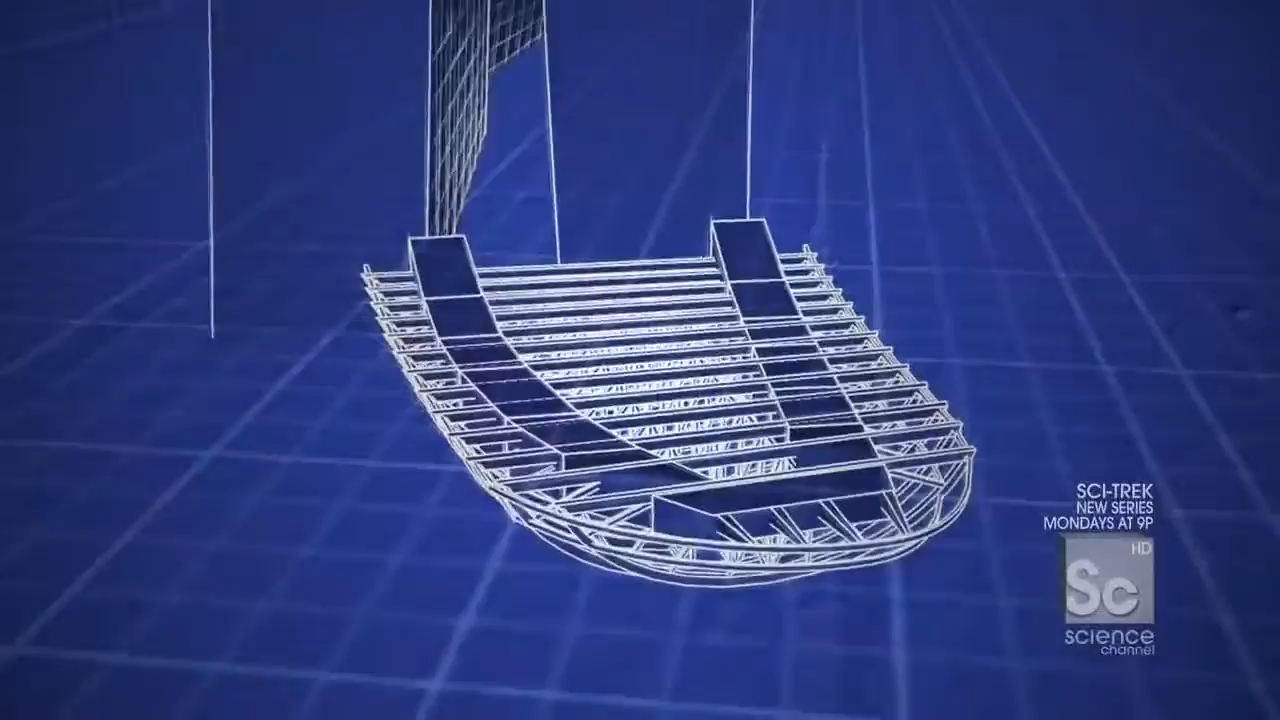 SCI-TREK
NEW SERIES
MONDAYS AT 9P
HD
Sc
science
channel